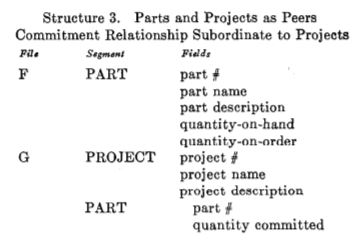 Structure 3. Parts and Projects as Peers
Commitment Relationship Subordinate to Projects
File Segment Fields
F PART part #
part name
part description
quantity-on-hand
quantity-on-order
G PROJECT project #
project name
project description
PART part #
quantity committed